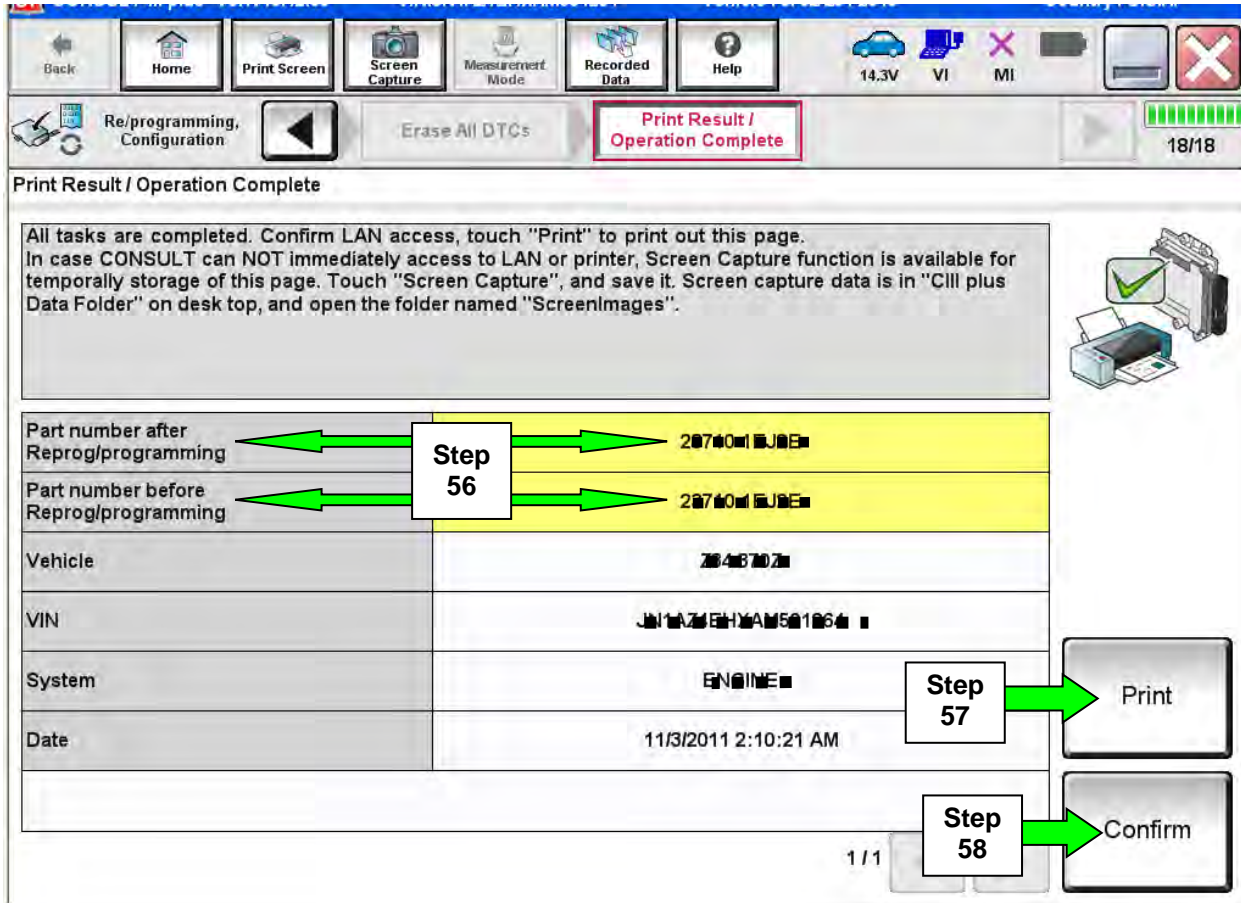 Back
Home
Print Screen
Screen
Capture
Measurement
Mode
Recorded
Data
Help
14.3V
VI
MI
Re/programming,
Configuration
Erase All DTCs
Print Result /
Operation Complete
18/18
Print Result / Operation Complete
All tasks are completed. Confirm LAN access, touch "Print" to print out this page.
In case CONSULT can NOT immediately access to LAN or printer, Screen Capture function is available for
temporally storage of this page. Touch "Screen Capture", and save it. Screen capture data is in "CIII plus
Data Folder" on desk top, and open the folder named "ScreenImages".
Part number after
Reprog/programming
Step
56
Part number before
Reprog/programming
Vehicle
VIN
System
ENGINE
Step
57
Print
Date
11/3/2011 2:10:21 AM
Step
58
Confirm
1/1